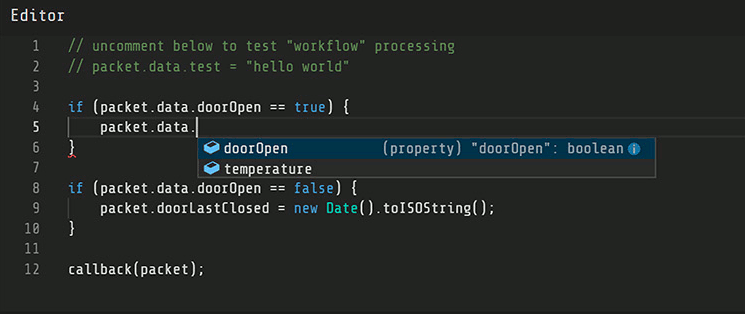 Editor
1 // uncomment below to test "workflow" processing
2 // packet.data.test = "hello world"
3
4 if (packet.data.doorOpen == true) {
5 packet.data.
6 } doorOpen (property) "doorOpen": boolean
7 temperature
8 if (packet.data.doorOpen == false) {
9 packet.doorLastClosed = new Date().toISOString();
10 }
11
12 callback(packet);